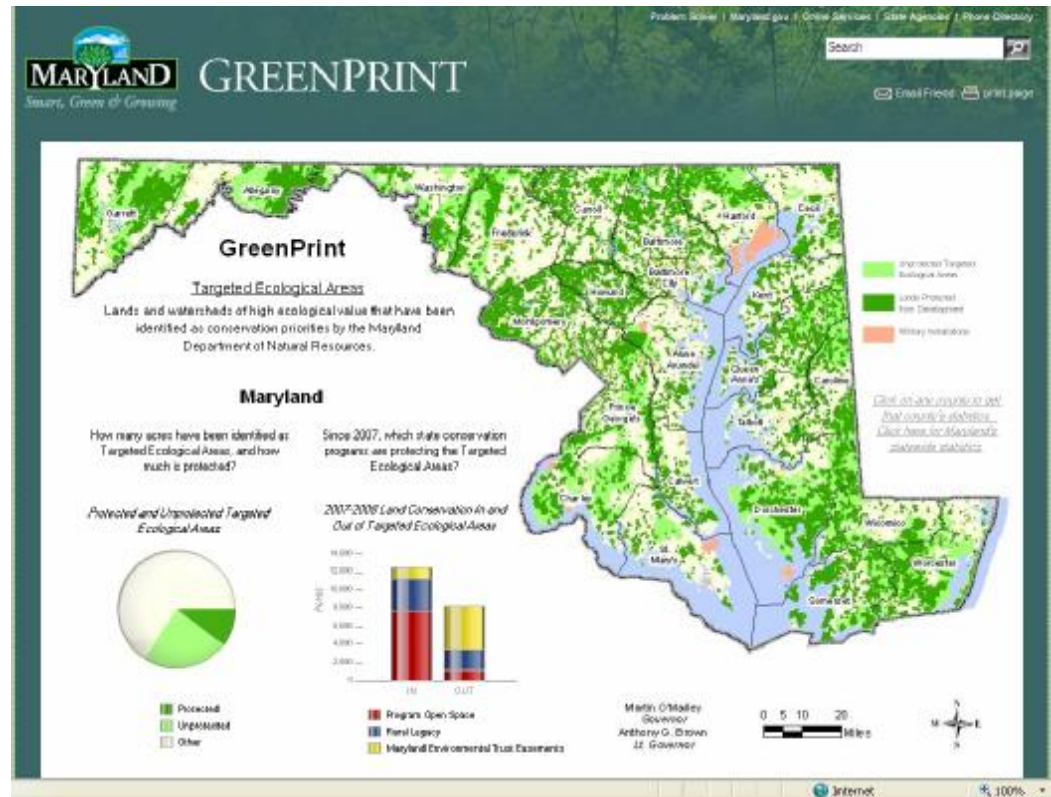 Problem Solver | Maryland.gov | Online Services | State Agencies | Phone Directory
Search
MARYLAND
Smart, Green & Growing
GREENPRINT
Email Friend print page
GreenPrint
Targeted Ecological Areas
Lands and watersheds of high ecological value that have been
identified as conservation priorities by the Maryland
Department of Natural Resources.
Maryland
How many acres have been identified as
Targeted Ecological Areas, and how
much is protected?
Since 2007, which state conservation
programs are protecting the Targeted
Ecological Areas?
Protected and Unprotected Targeted
Ecological Areas
2007-2008 Land Conservation In and
Out of Targeted Ecological Areas
Protected
Unprotected
Other
14,000
12,000
10,000
8,000
6,000
4,000
2,000
0
Acres
IN OUT
Program Open Space
Rural Legacy
Maryland Environmental Trust Easements
Garrett
Allegany
Washington
Frederick
Carroll
Baltimore
Harford
Cecil
Baltimore
City
Howard
Kent
Montgomery
Anne
Arundel
Queen
Anne's
Caroline
Prince
George's
Talbot
Calvert
Charles
Dorchester
St.
Mary's
Wicomico
Worcester
Somerset
Unprotected Targeted
Ecological Areas
Lands Protected
from Development
Military Installations
Click on any county to get
that county's statistics.
Click here for Maryland's
statewide statistics
Martin O'Malley
Governor
Anthony G. Brown
Lt. Governor
0 5 10 20
Miles
N
W E
S
Internet
100%